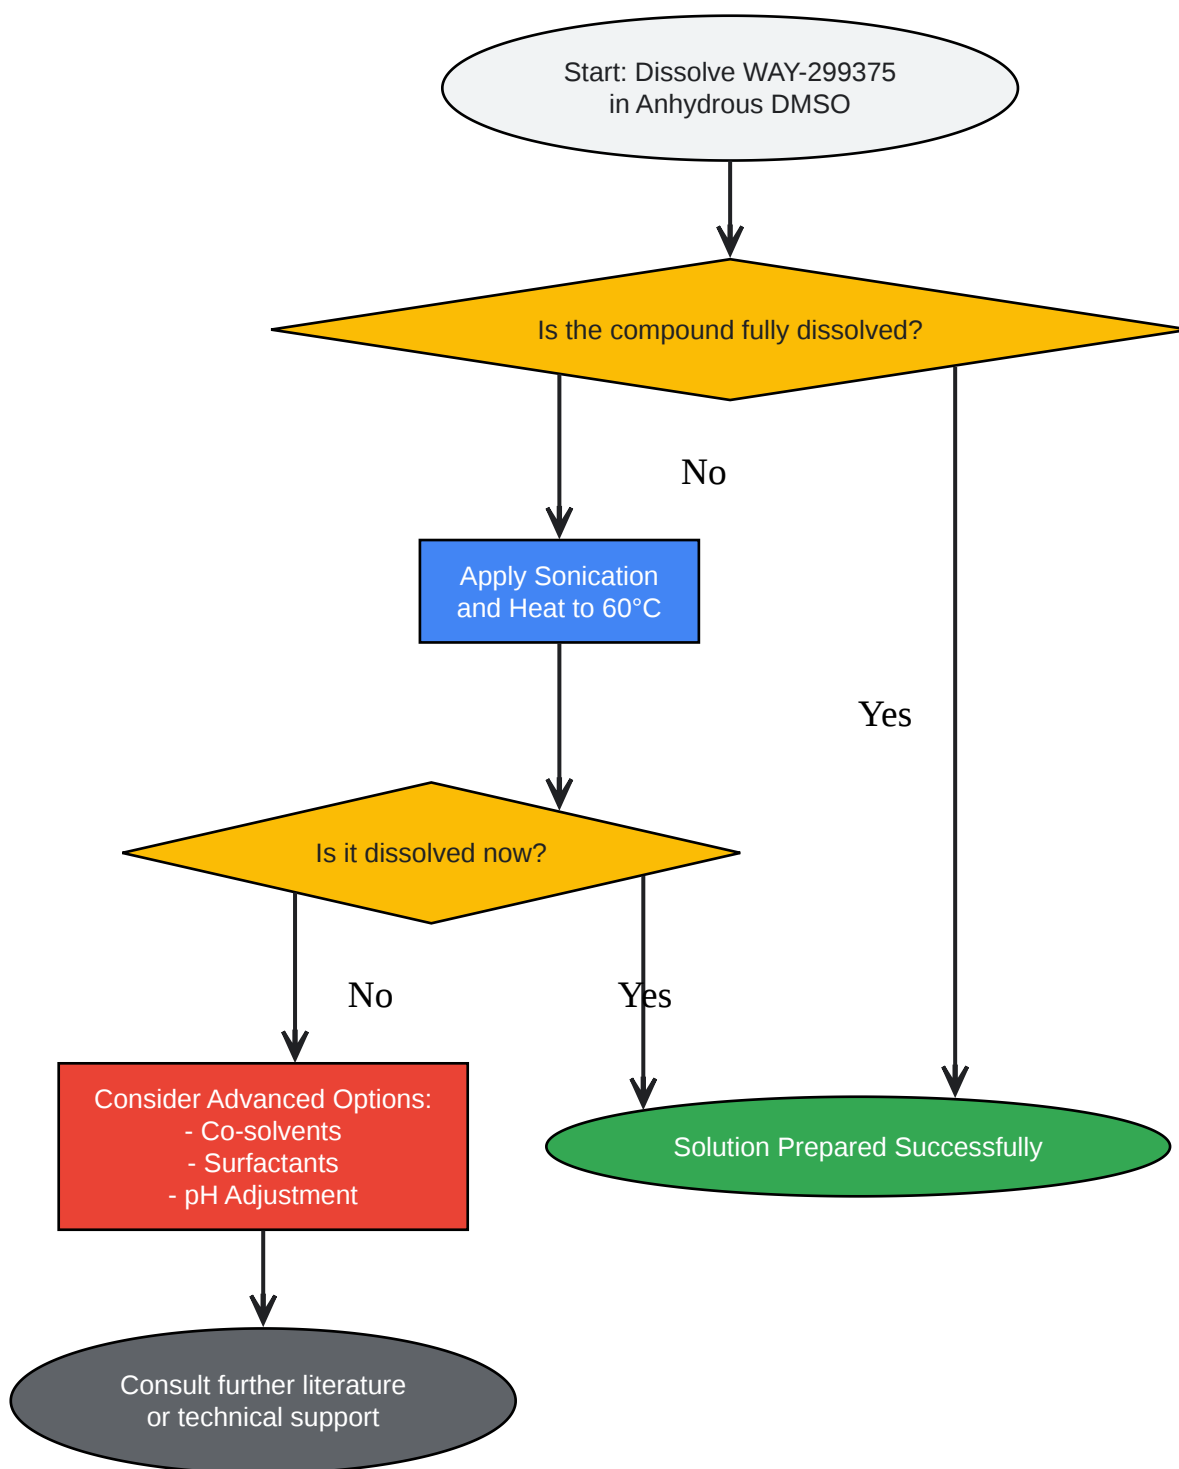 Start: Dissolve WAY-299375
in Anhydrous DMSO
Is the compound fully dissolved?
No
Apply Sonication
and Heat to 60°C
Yes
Is it dissolved now?
No
Yes
Consider Advanced Options:
- Co-solvents
- Surfactants
- pH Adjustment
Solution Prepared Successfully
Consult further literature
or technical support